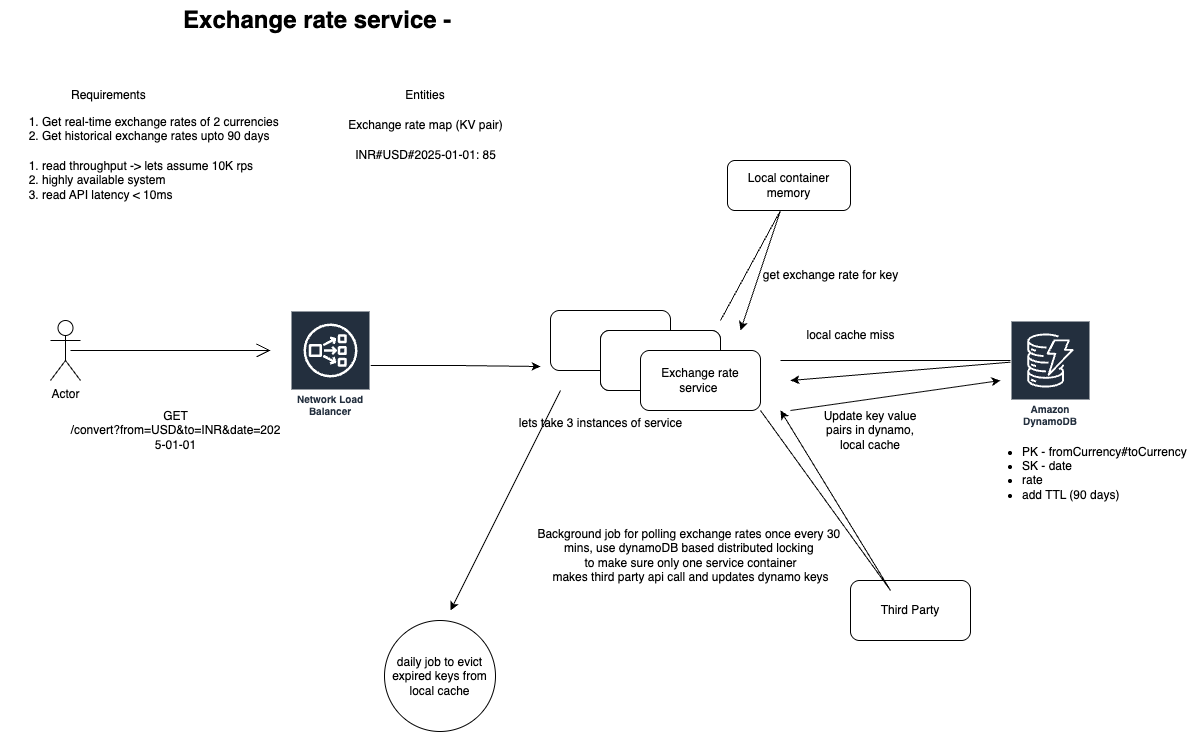 Exchange rate service -
Requirements
1. Get real-time exchange rates of 2 currencies
2. Get historical exchange rates upto 90 days
1. read throughput -> lets assume 10K rps
2. highly available system
3. read API latency < 10ms
Entities
Exchange rate map (KV pair)
INR#USD#2025-01-01: 85
Local container
memory
get exchange rate for key
Actor
GET
/convert?from=USD&to=INR&date=202
5-01-01
Network Load
Balancer
Exchange rate
service
lets take 3 instances of service
local cache miss
Update key value
pairs in dynamo,
local cache
Amazon
DynamoDB
• PK - fromCurrency#toCurrency
• SK - date
• rate
• add TTL (90 days)
Background job for polling exchange rates once every 30
mins, use dynamoDB based distributed locking
to make sure only one service container
makes third party api call and updates dynamo keys
Third Party
daily job to evict
expired keys from
local cache